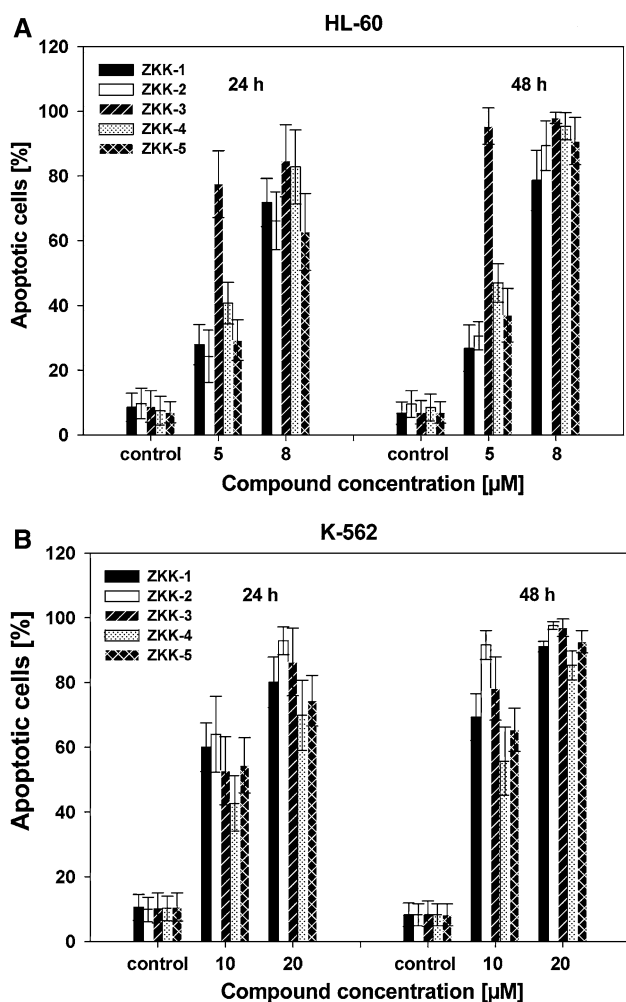 A
HL-60
120
100
80
60
40
20
0
Apoptotic cells [%]
ZKK-1
ZKK-2
ZKK-3
ZKK-4
ZKK-5
24 h
48 h
control 5 8 control 5 8
Compound concentration [µM]
B
K-562
120
100
80
60
40
20
0
Apoptotic cells [%]
ZKK-1
ZKK-2
ZKK-3
ZKK-4
ZKK-5
24 h
48 h
control 10 20 control 10 20
Compound concentration [µM]